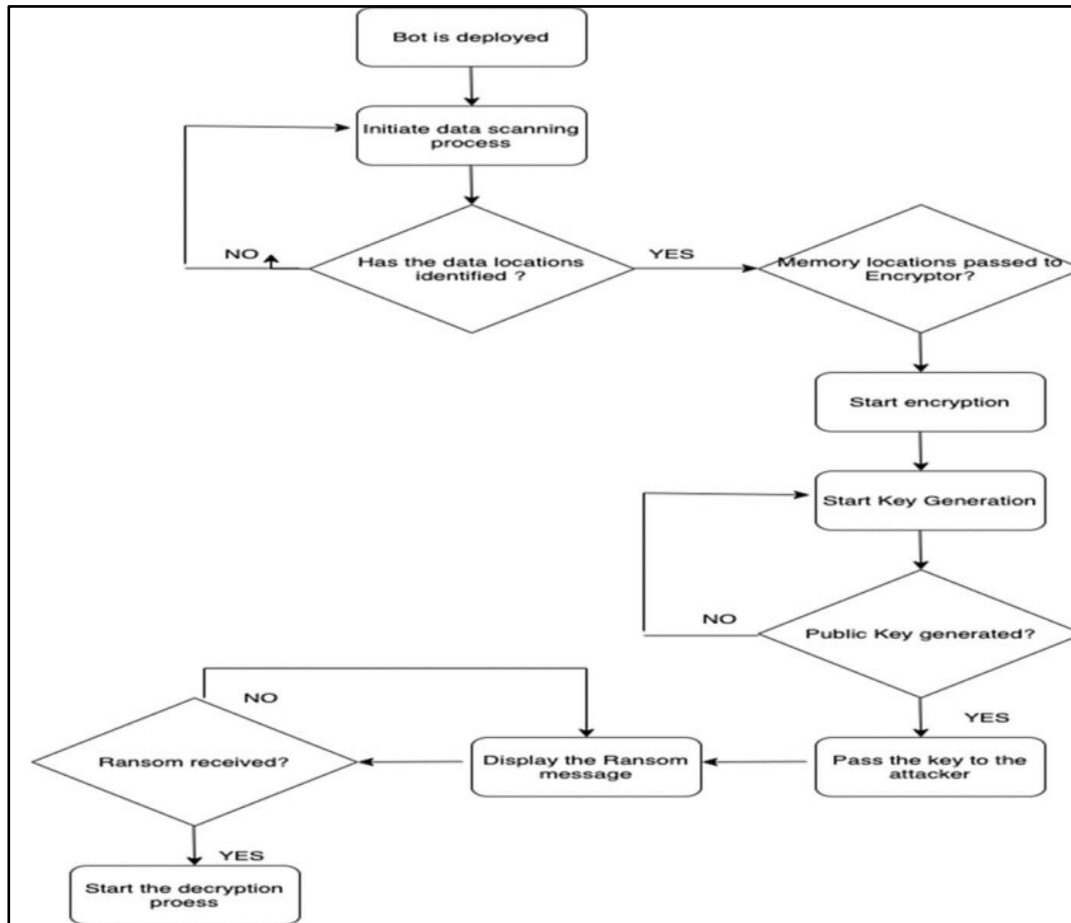 Bot is deployed
Initiate data scanning
process
NO
Has the data locations
identified ?
YES
Memory locations passed to
Encryptor?
Start encryption
Start Key Generation
NO
Public Key generated?
YES
Pass the key to the
attacker
Display the Ransom
message
NO
Ransom received?
YES
Start the decryption
proess